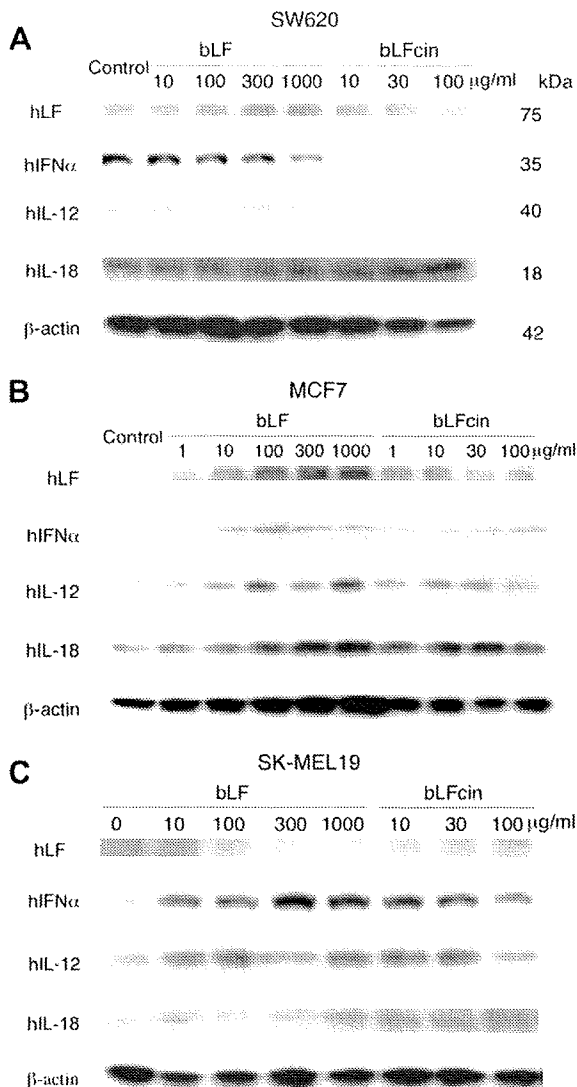 A
SW620
bLF bLFcin
Control 10 100 300 1000 10 30 100 µg/ml kDa
hLF 75
hIFNα 35
hIL-12 40
hIL-18 18
β-actin 42
B
MCF7
bLF bLFcin
Control 1 10 100 300 1000 1 10 30 100 µg/ml
hLF
hIFNα
hIL-12
hIL-18
β-actin
C
SK-MEL19
bLF bLFcin
0 10 100 300 1000 10 30 100 µg/ml
hLF
hIFNα
hIL-12
hIL-18
β-actin